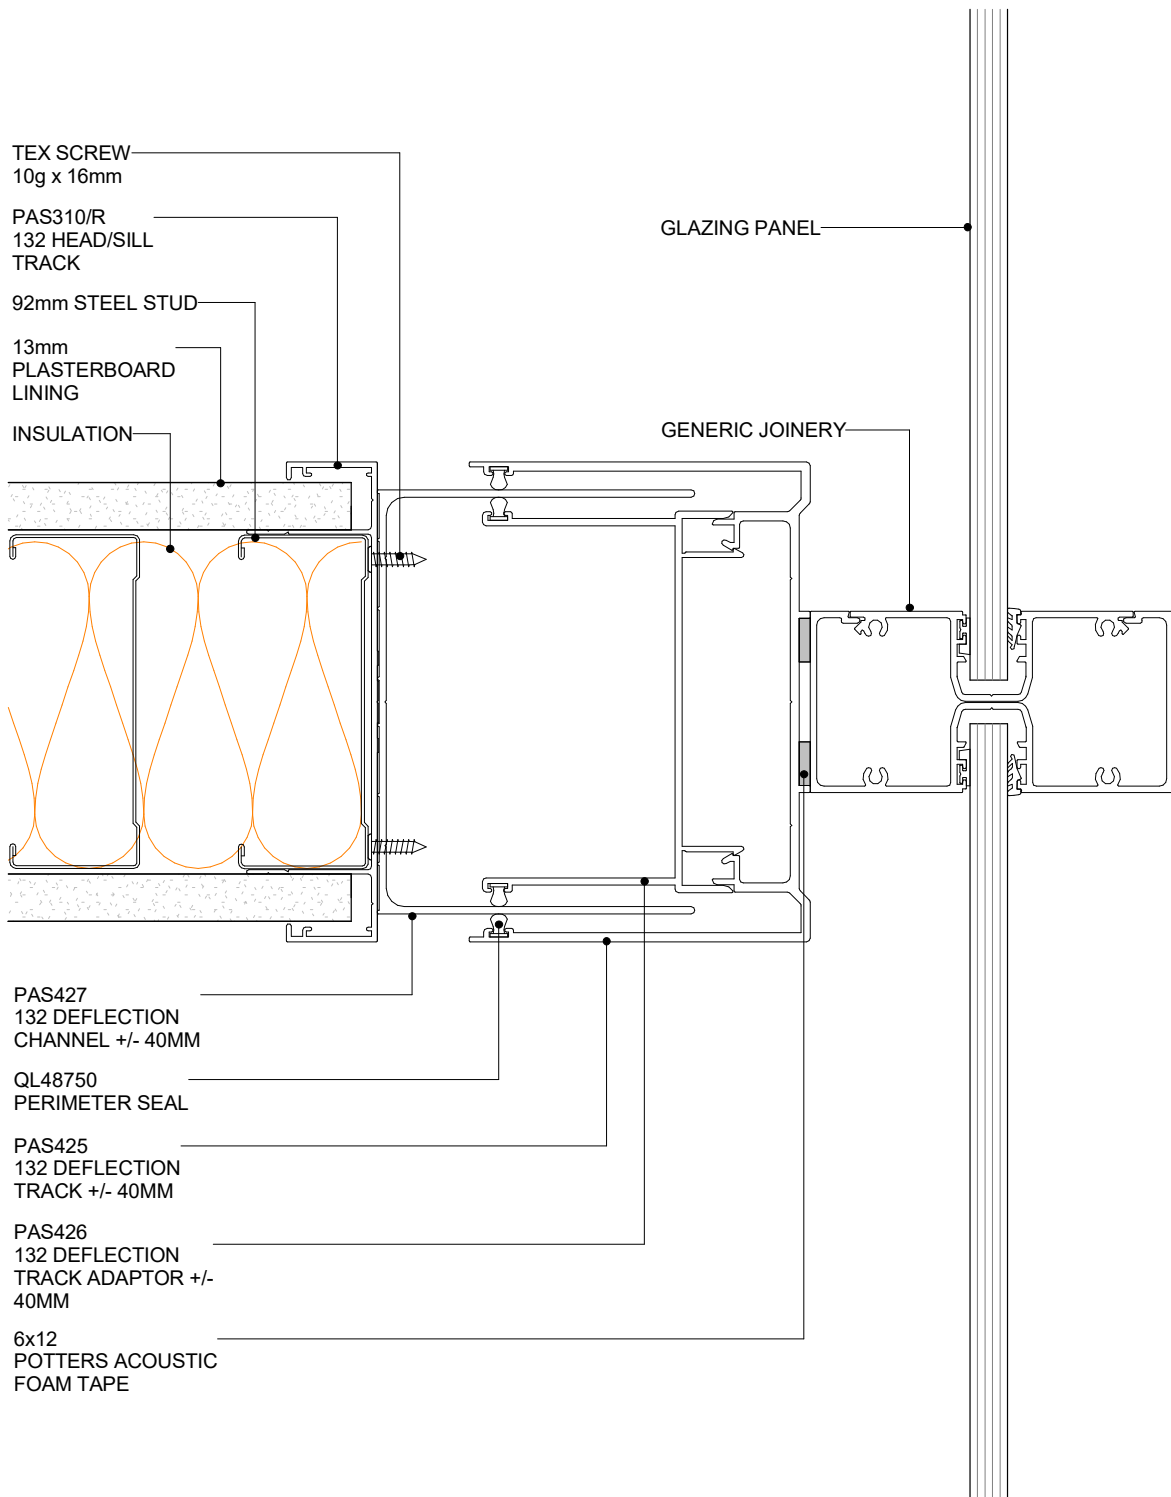 TEX SCREW
10g x 16mm
PAS310/R
132 HEAD/SILL
TRACK
92mm STEEL STUD
13mm
PLASTERBOARD
LINING
INSULATION
GLAZING PANEL
GENERIC JOINERY
PAS427
132 DEFLECTION
CHANNEL +/- 40MM
QL48750
PERIMETER SEAL
PAS425
132 DEFLECTION
TRACK +/- 40MM
PAS426
132 DEFLECTION
TRACK ADAPTOR +/-
40MM
6x12
POTTERS ACOUSTIC
FOAM TAPE